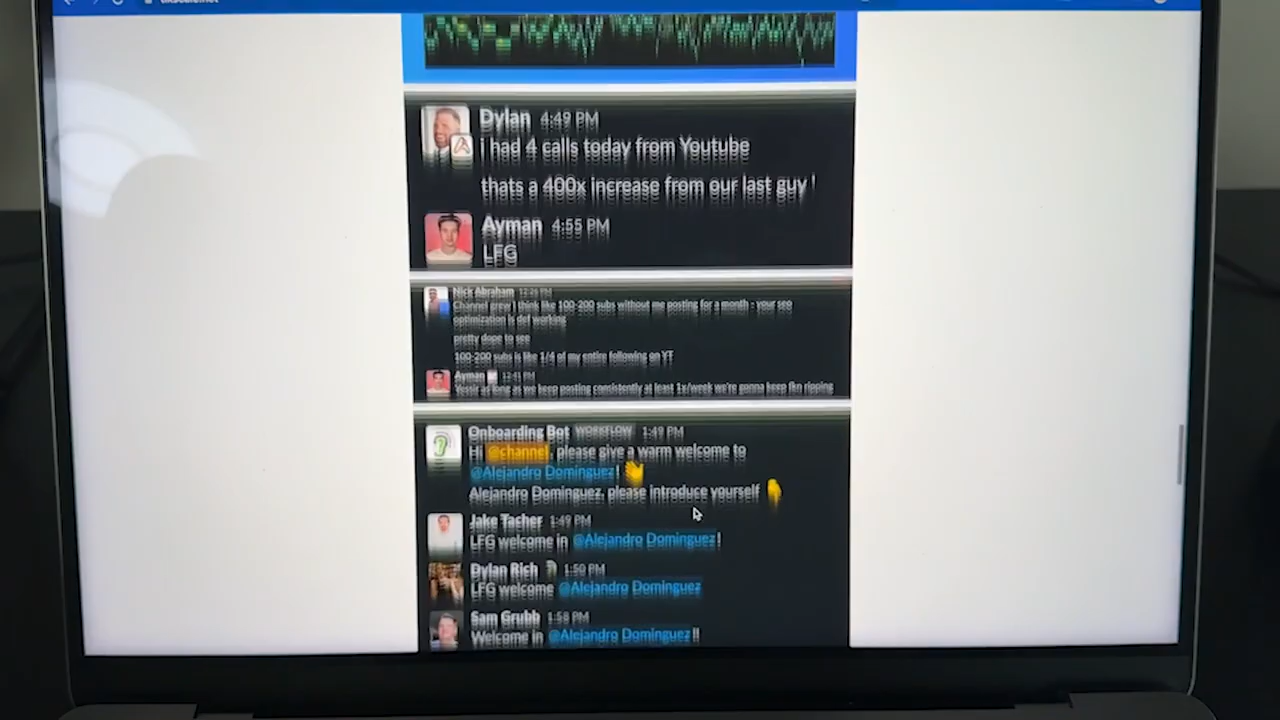 Dylan 4:49 PM
i had 4 calls today from Youtube
thats a 400x increase from our last guy !
Ayman 4:55 PM
LFG
Nick Abraham 12:26 PM
Channel grew I think like 100-200 subs without me posting for a month - your seo
optimization is def working
pretty dope to see
100-200 subs is like 1/4 of my entire following on YT
Ayman 12:41 PM
Yessir as long as we keep posting consistently at least 1x/week we're gonna keep fkn ripping
Onboarding Bot WORKFLOW 1:49 PM
Hi @channel, please give a warm welcome to
@Alejandro Dominguez!
Alejandro Dominguez, please introduce yourself
Jake Tacher 1:49 PM
LFG welcome in @Alejandro Dominguez!
Dylan Rich 1:50 PM
LFG welcome @Alejandro Dominguez
Sam Grubb 1:58 PM
Welcome in @Alejandro Dominguez!!